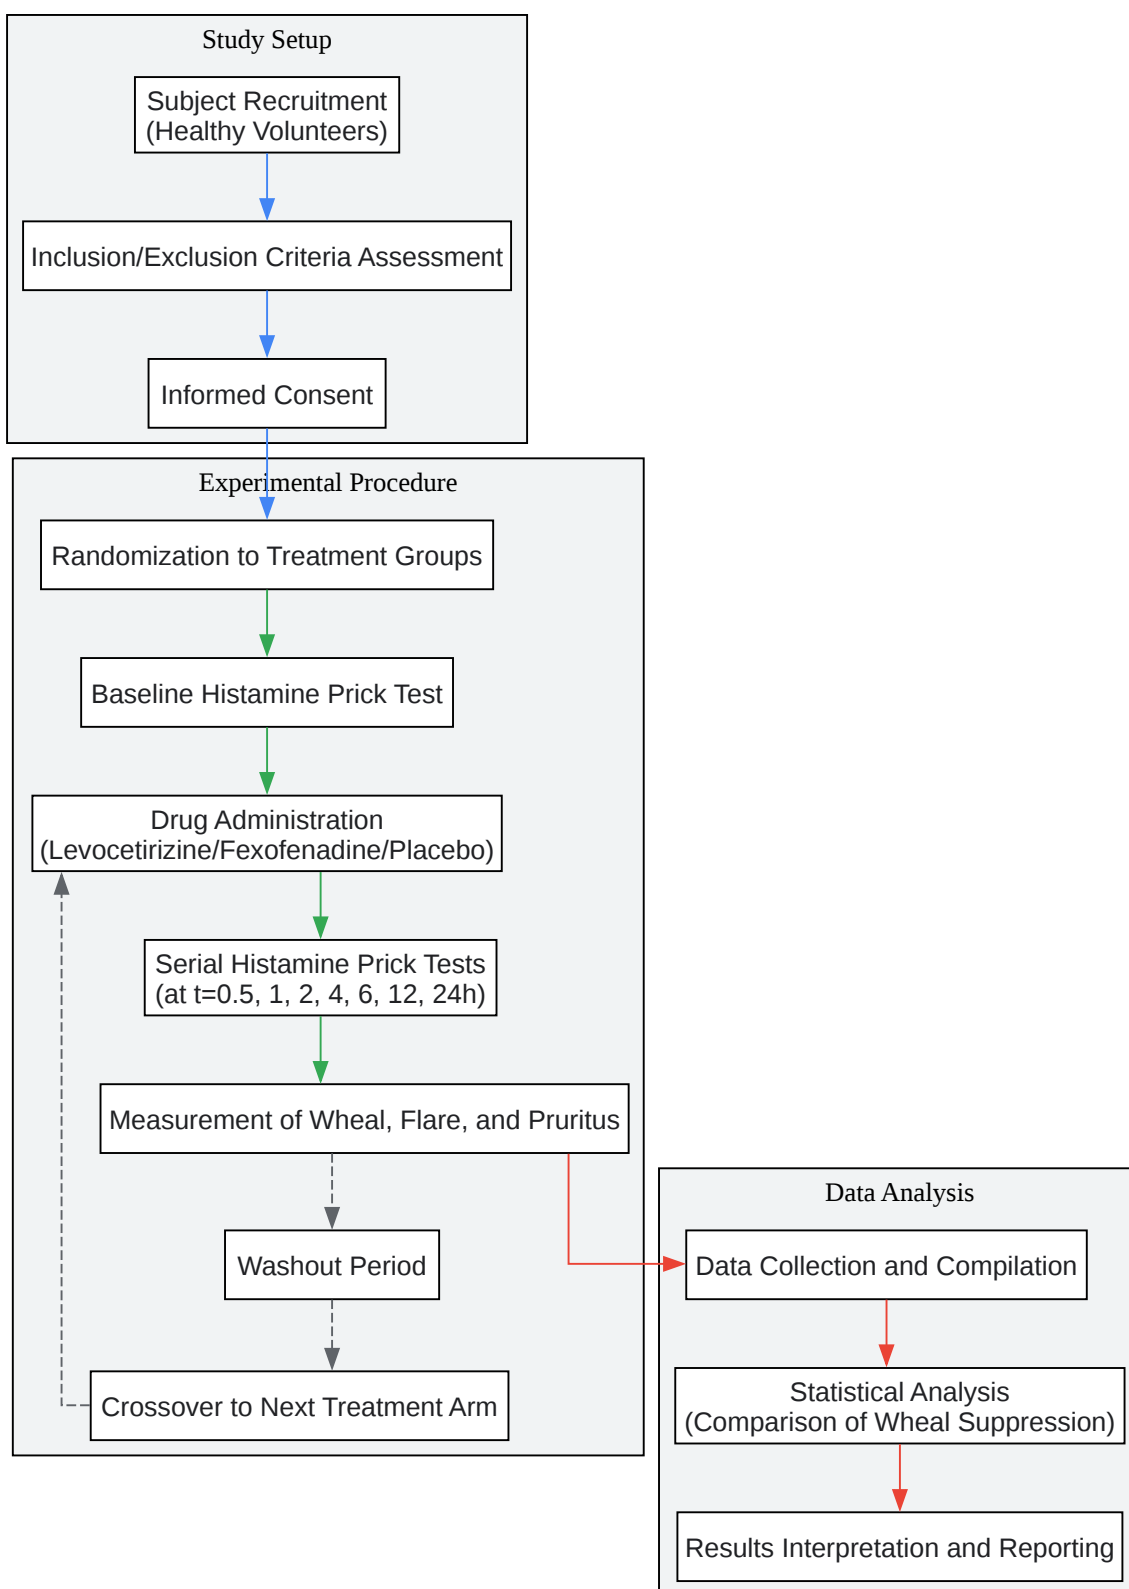 Study Setup
Subject Recruitment
(Healthy Volunteers)
Inclusion/Exclusion Criteria Assessment
Informed Consent
Experimental Procedure
Randomization to Treatment Groups
Baseline Histamine Prick Test
Drug Administration
(Levocetirizine/Fexofenadine/Placebo)
Serial Histamine Prick Tests
(at t=0.5, 1, 2, 4, 6, 12, 24h)
Measurement of Wheal, Flare, and Pruritus
Washout Period
Crossover to Next Treatment Arm
Data Analysis
Data Collection and Compilation
Statistical Analysis
(Comparison of Wheal Suppression)
Results Interpretation and Reporting